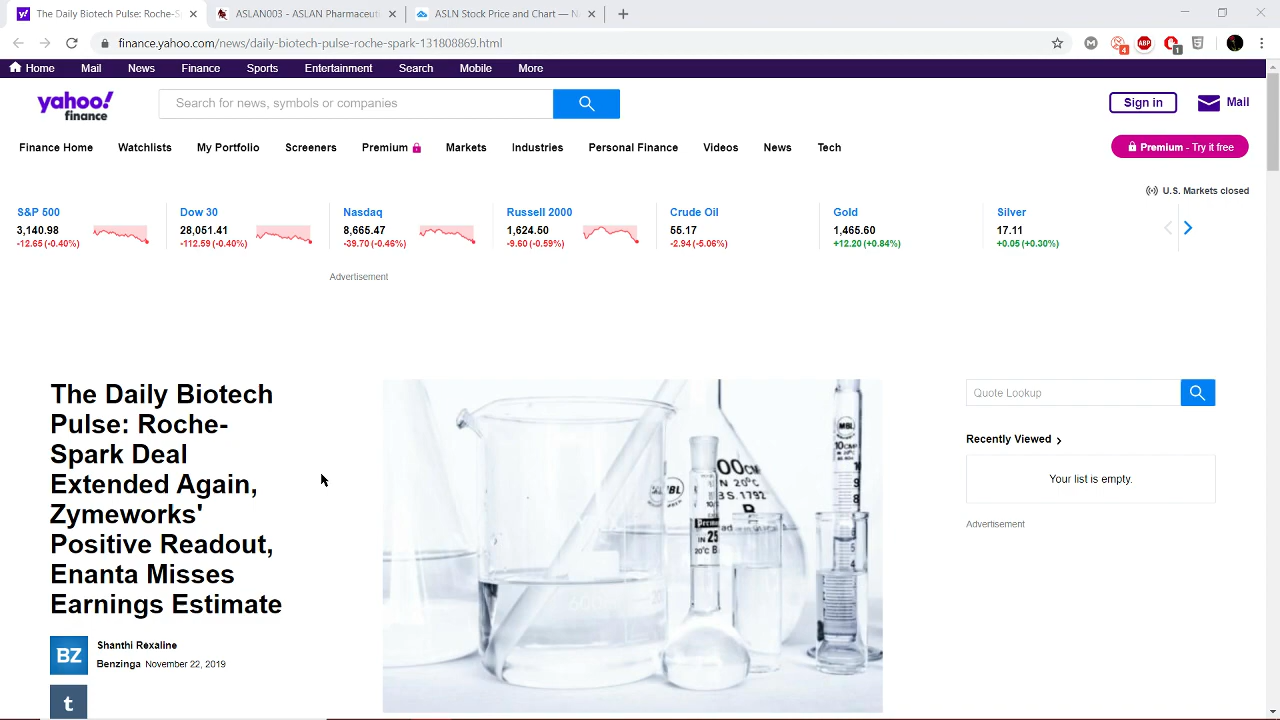 The Daily Biotech Pulse: Roche-S
ASLAN003 - ASLAN Pharmaceut
ASLN Stock Price and Chart — N
finance.yahoo.com/news/daily-biotech-pulse-roche-spark-131808080.html
M
4
ABP
1
Home
Mail
News
Finance
Sports
Entertainment
Search
Mobile
More
yahoo!
finance
Search for news, symbols or companies
Sign in
Mail
Finance Home
Watchlists
My Portfolio
Screeners
Premium
Markets
Industries
Personal Finance
Videos
News
Tech
Premium - Try it free
U.S. Markets closed
S&P 500
3,140.98
-12.65 (-0.40%)
Dow 30
28,051.41
-112.59 (-0.40%)
Nasdaq
8,665.47
-39.70 (-0.46%)
Russell 2000
1,624.50
-9.60 (-0.59%)
Crude Oil
55.17
-2.94 (-5.06%)
Gold
1,465.60
+12.20 (+0.84%)
Silver
17.11
+0.05 (+0.30%)
Advertisement
The Daily Biotech
Pulse: Roche-
Spark Deal
Extended Again,
Zymeworks'
Positive Readout,
Enanta Misses
Earnings Estimate
MBL
Quote Lookup
Recently Viewed
Your list is empty.
Advertisement
BZ
Shanthi Rexaline
Benzinga November 22, 2019
t